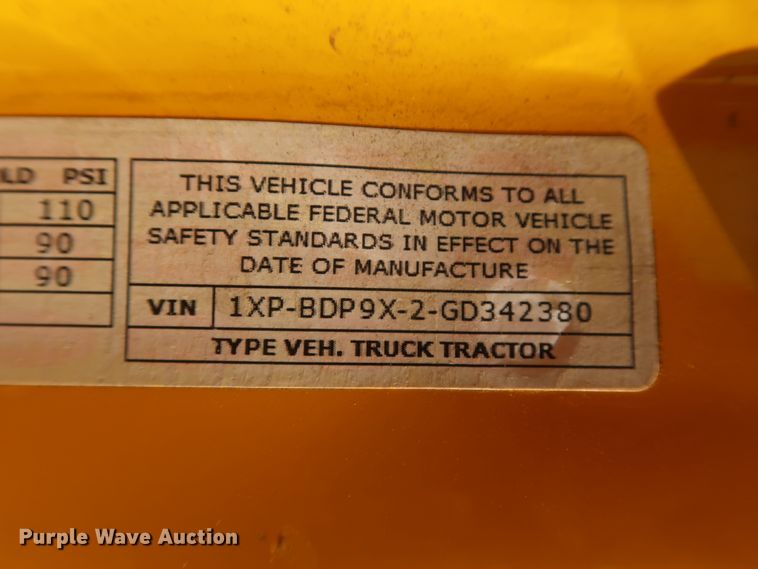 LD PSI
110
90
90
THIS VEHICLE CONFORMS TO ALL
APPLICABLE FEDERAL MOTOR VEHICLE
SAFETY STANDARDS IN EFFECT ON THE
DATE OF MANUFACTURE
VIN 1XP-BDP9X-2-GD342380
TYPE VEH. TRUCK TRACTOR
Purple Wave Auction